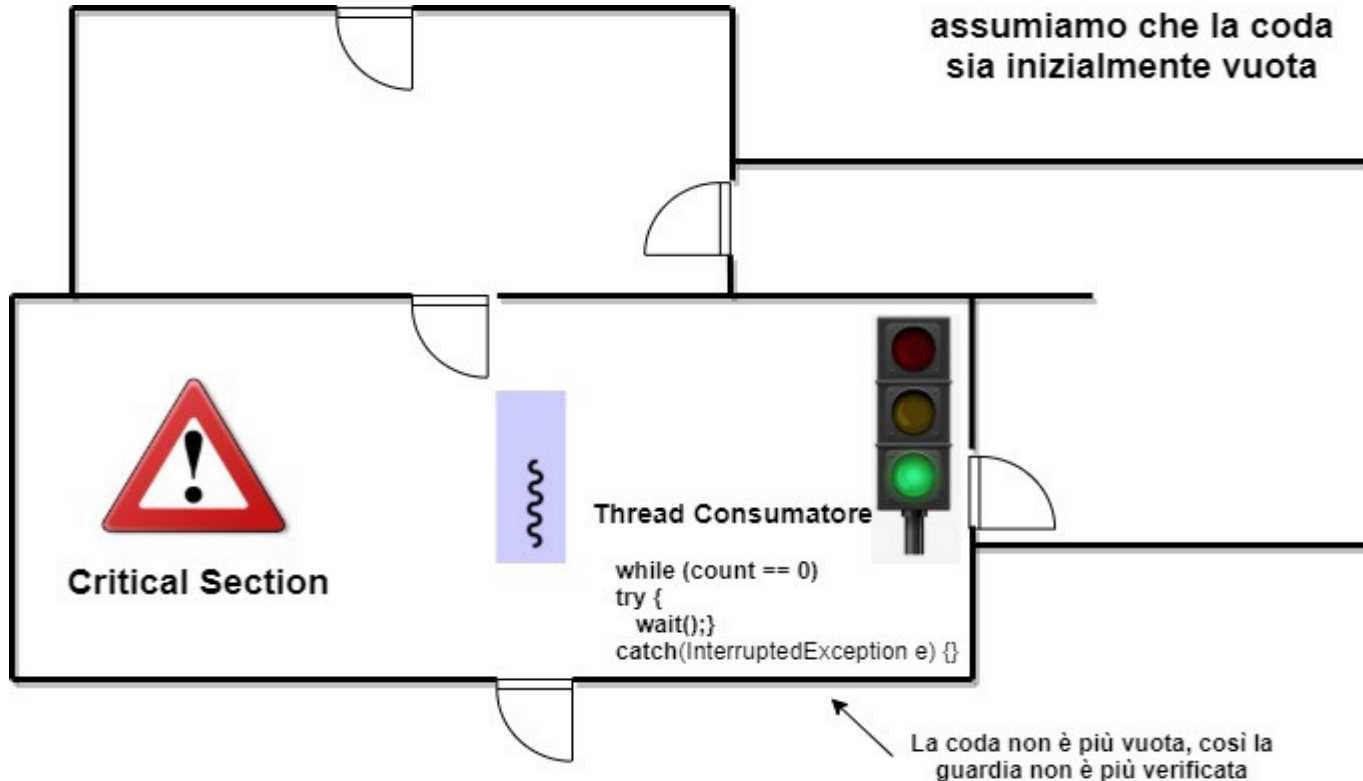 assumiamo che la coda
sia inizialmente vuota
Critical Section
Thread Consumatore
while (count == 0)
try {
wait();}
catch(InterruptedException e) {}
La coda non è più vuota, così la
guardia non è più verificata